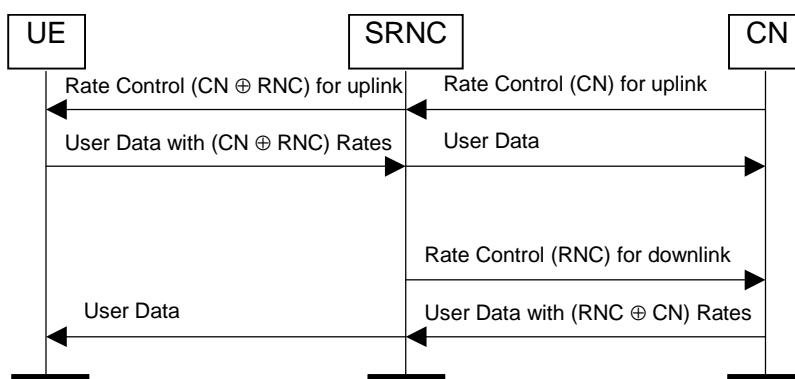 UE
SRNC
CN
Rate Control (CN ⊕ RNC) for uplink
Rate Control (CN) for uplink
User Data with (CN ⊕ RNC) Rates
User Data
Rate Control (RNC) for downlink
User Data
User Data with (RNC ⊕ CN) Rates